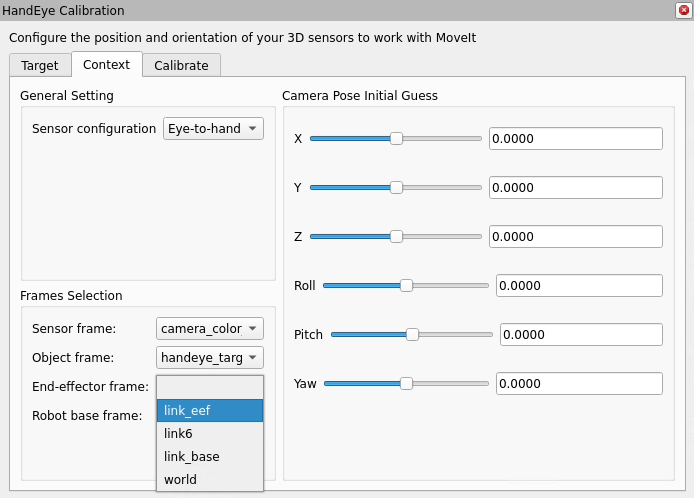 HandEye Calibration
Configure the position and orientation of your 3D sensors to work with MoveIt
Target Context Calibrate
General Setting
Sensor configuration Eye-to-hand
Camera Pose Initial Guess
X 0.0000
Y 0.0000
Z 0.0000
Roll 0.0000
Pitch 0.0000
Yaw 0.0000
Frames Selection
Sensor frame: camera_color_
Object frame: handeye_targ
End-effector frame:
Robot base frame:
link_eef
link6
link_base
world